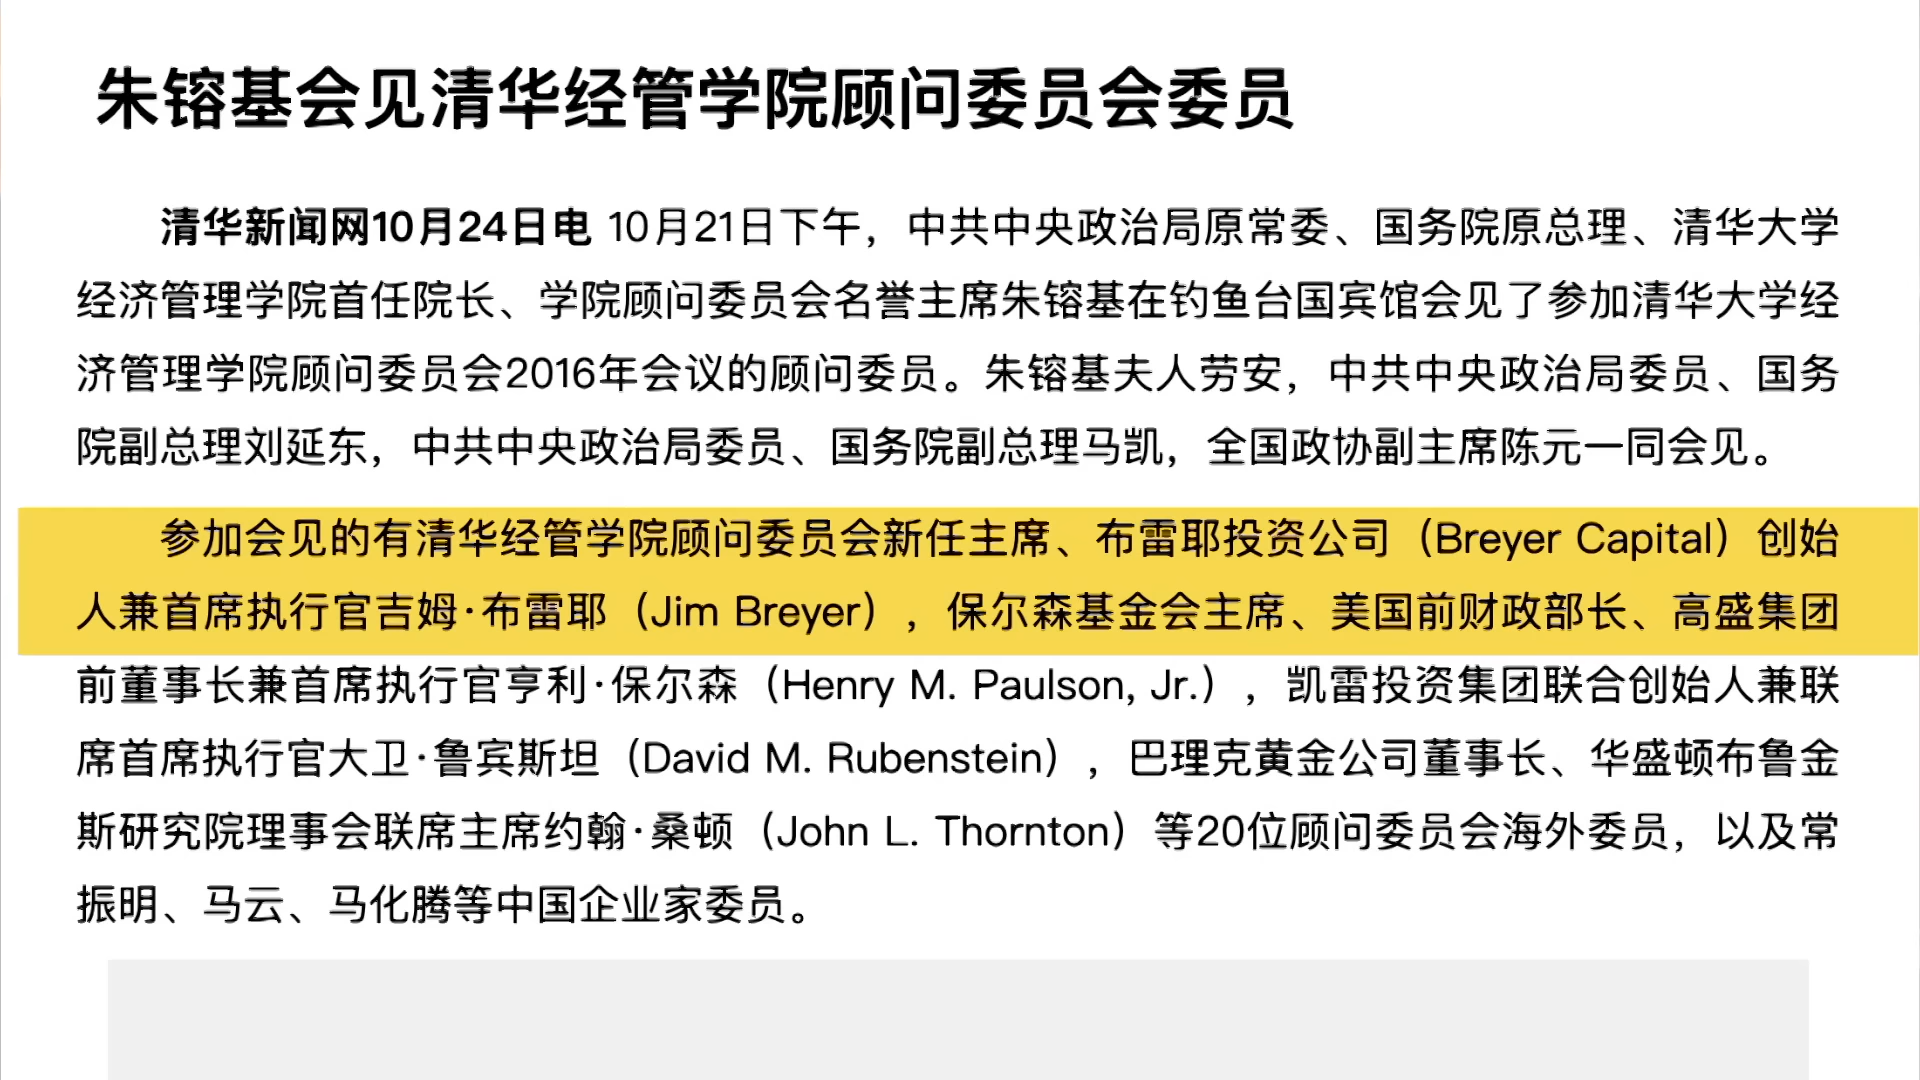 朱镕基会见清华经管学院顾问委员会委员
清华新闻网10月24日电 10月21日下午，中共中央政治局原常委、国务院原总理、清华大学
经济管理学院首任院长、学院顾问委员会名誉主席朱镕基在钓鱼台国宾馆会见了参加清华大学经
济管理学院顾问委员会2016年会议的顾问委员。朱镕基夫人劳安，中共中央政治局委员、国务
院副总理刘延东，中共中央政治局委员、国务院副总理马凯，全国政协副主席陈元一同会见。
参加会见的有清华经管学院顾问委员会新任主席、布雷耶投资公司（Breyer Capital）创始
人兼首席执行官吉姆·布雷耶（Jim Breyer），保尔森基金会主席、美国前财政部长、高盛集团
前董事长兼首席执行官亨利·保尔森（Henry M. Paulson, Jr.），凯雷投资集团联合创始人兼联
席首席执行官大卫·鲁宾斯坦（David M. Rubenstein），巴理克黄金公司董事长、华盛顿布鲁金
斯研究院理事会联席主席约翰·桑顿（John L. Thornton）等20位顾问委员会海外委员，以及常
振明、马云、马化腾等中国企业家委员。